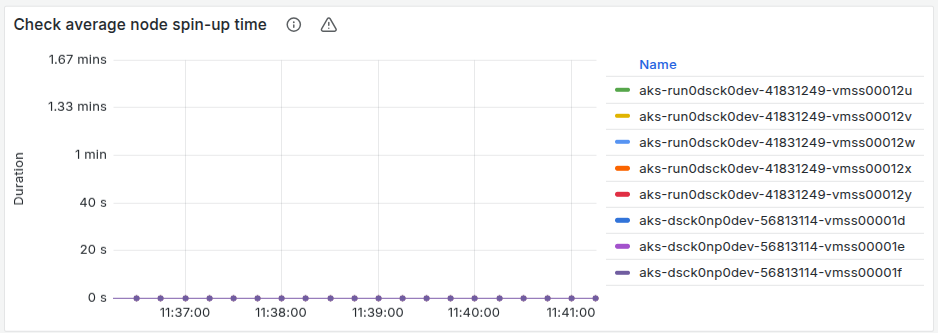 Check average node spin-up time
1.67 mins
1.33 mins
1 min
40 s
20 s
0 s
Duration
11:37:00 11:38:00 11:39:00 11:40:00 11:41:00
Name
aks-run0dsck0dev-41831249-vmss00012u
aks-run0dsck0dev-41831249-vmss00012v
aks-run0dsck0dev-41831249-vmss00012w
aks-run0dsck0dev-41831249-vmss00012x
aks-run0dsck0dev-41831249-vmss00012y
aks-dsck0np0dev-56813114-vmss00001d
aks-dsck0np0dev-56813114-vmss00001e
aks-dsck0np0dev-56813114-vmss00001f